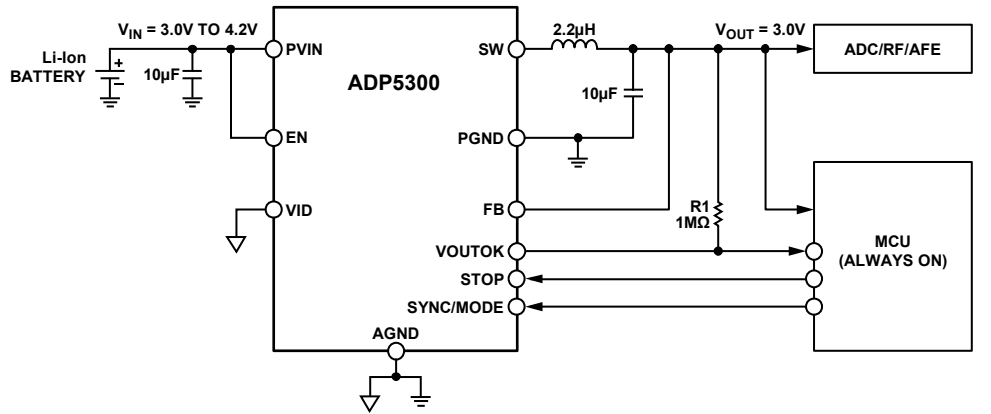 V_IN = 3.0V TO 4.2V
Li-Ion
BATTERY
+
–
10µF
PVIN
EN
VID
ADP5300
AGND
SW
PGND
FB
VOUTOK
STOP
SYNC/MODE
2.2µH
10µF
V_OUT = 3.0V
R1
1MΩ
ADC/RF/AFE
MCU
(ALWAYS ON)